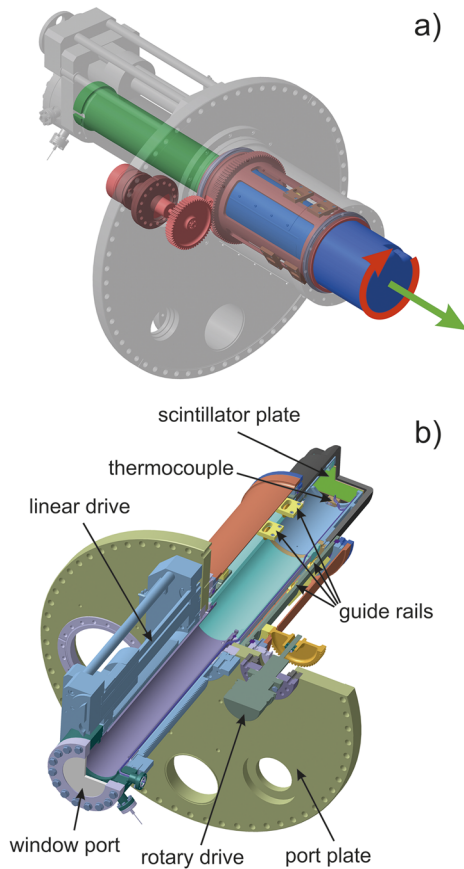 a)
b)
scintillator plate
thermocouple
linear drive
guide rails
window port
rotary drive
port plate